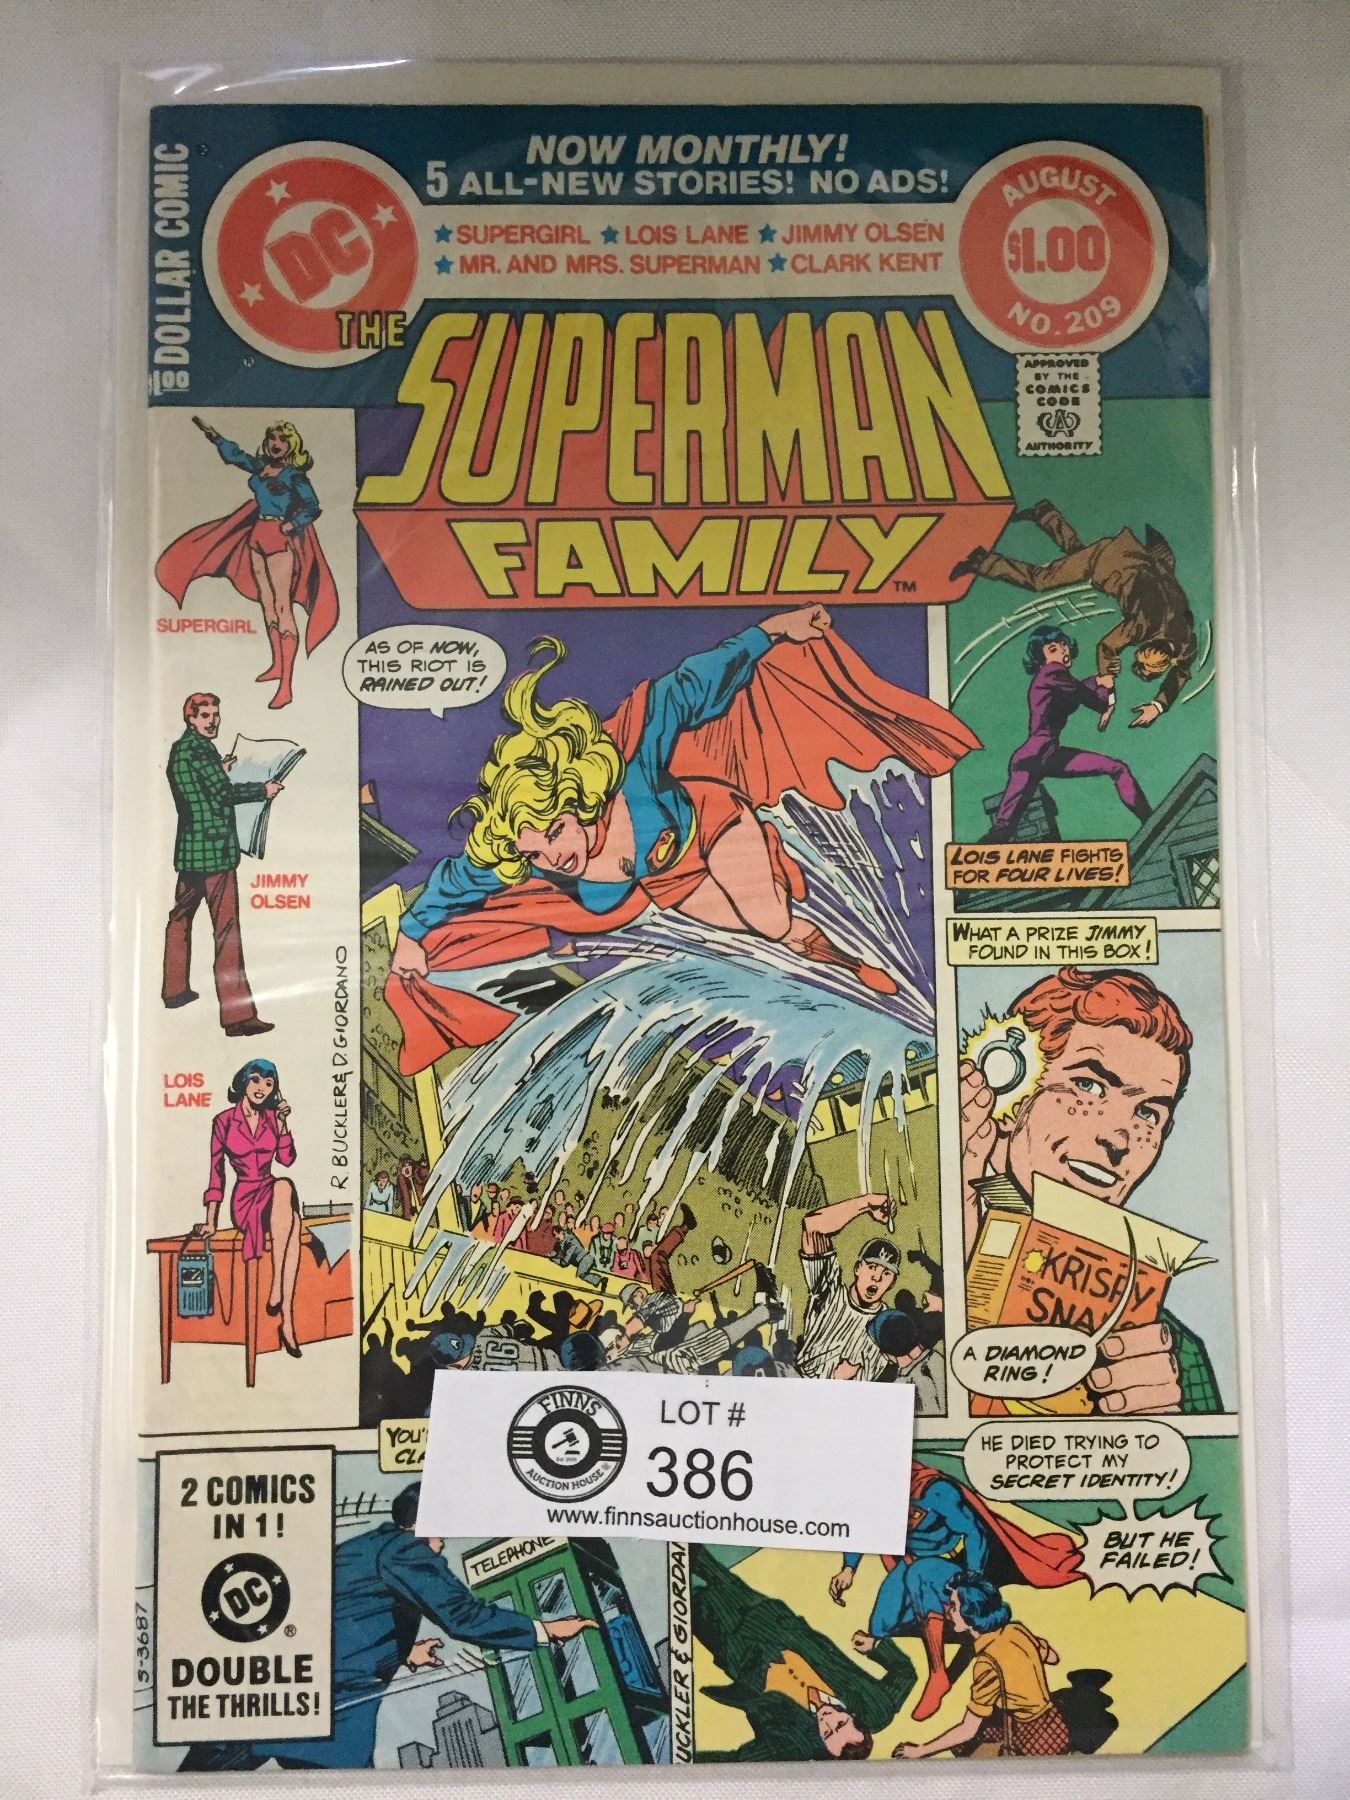 $1.00 DOLLAR COMIC
NOW MONTHLY!
5 ALL-NEW STORIES! NO ADS!
DC
®
★ SUPERGIRL ★ LOIS LANE ★ JIMMY OLSEN
★ MR. AND MRS. SUPERMAN ★ CLARK KENT
AUGUST
$1.00
NO. 209
APPROVED
BY THE
COMICS
CODE
CA
AUTHORITY
THE
SUPERMAN
FAMILY™
SUPERGIRL
AS OF NOW,
THIS RIOT IS
RAINED OUT!
JIMMY
OLSEN
LOIS
LANE
R. BUCKLER & D. GIORDANO
LOIS LANE FIGHTS
FOR FOUR LIVES!
WHAT A PRIZE JIMMY
FOUND IN THIS BOX!
KRISPY
A DIAMOND
RING!
16
FINNS
AUCTION HOUSE
LOT #
386
www.finnsauctionhouse.com
2 COMICS
IN 1!
DC
®
DOUBLE
THE THRILLS!
S-3687
TELEPHONE
HE DIED TRYING TO
PROTECT MY
SECRET IDENTITY!
BUT HE
FAILED!